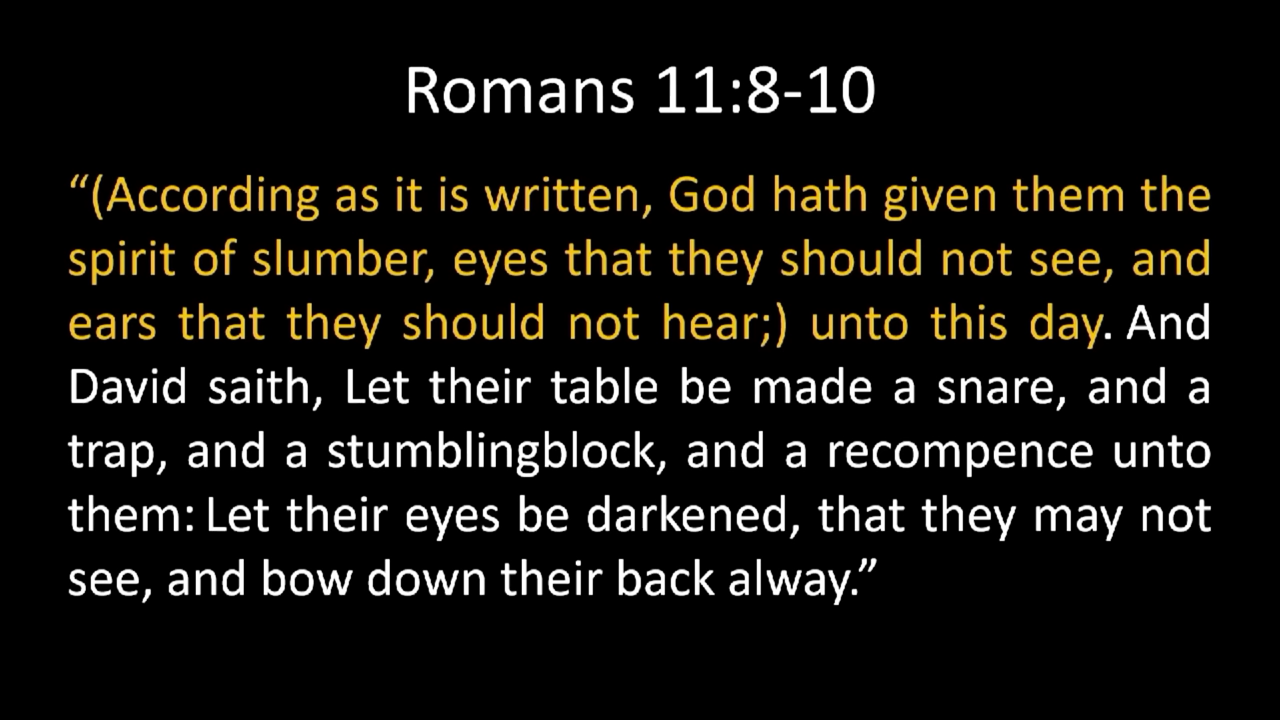 Romans 11:8-10
“(According as it is written, God hath given them the
spirit of slumber, eyes that they should not see, and
ears that they should not hear;) unto this day. And
David saith, Let their table be made a snare, and a
trap, and a stumblingblock, and a recompence unto
them: Let their eyes be darkened, that they may not
see, and bow down their back alway.”